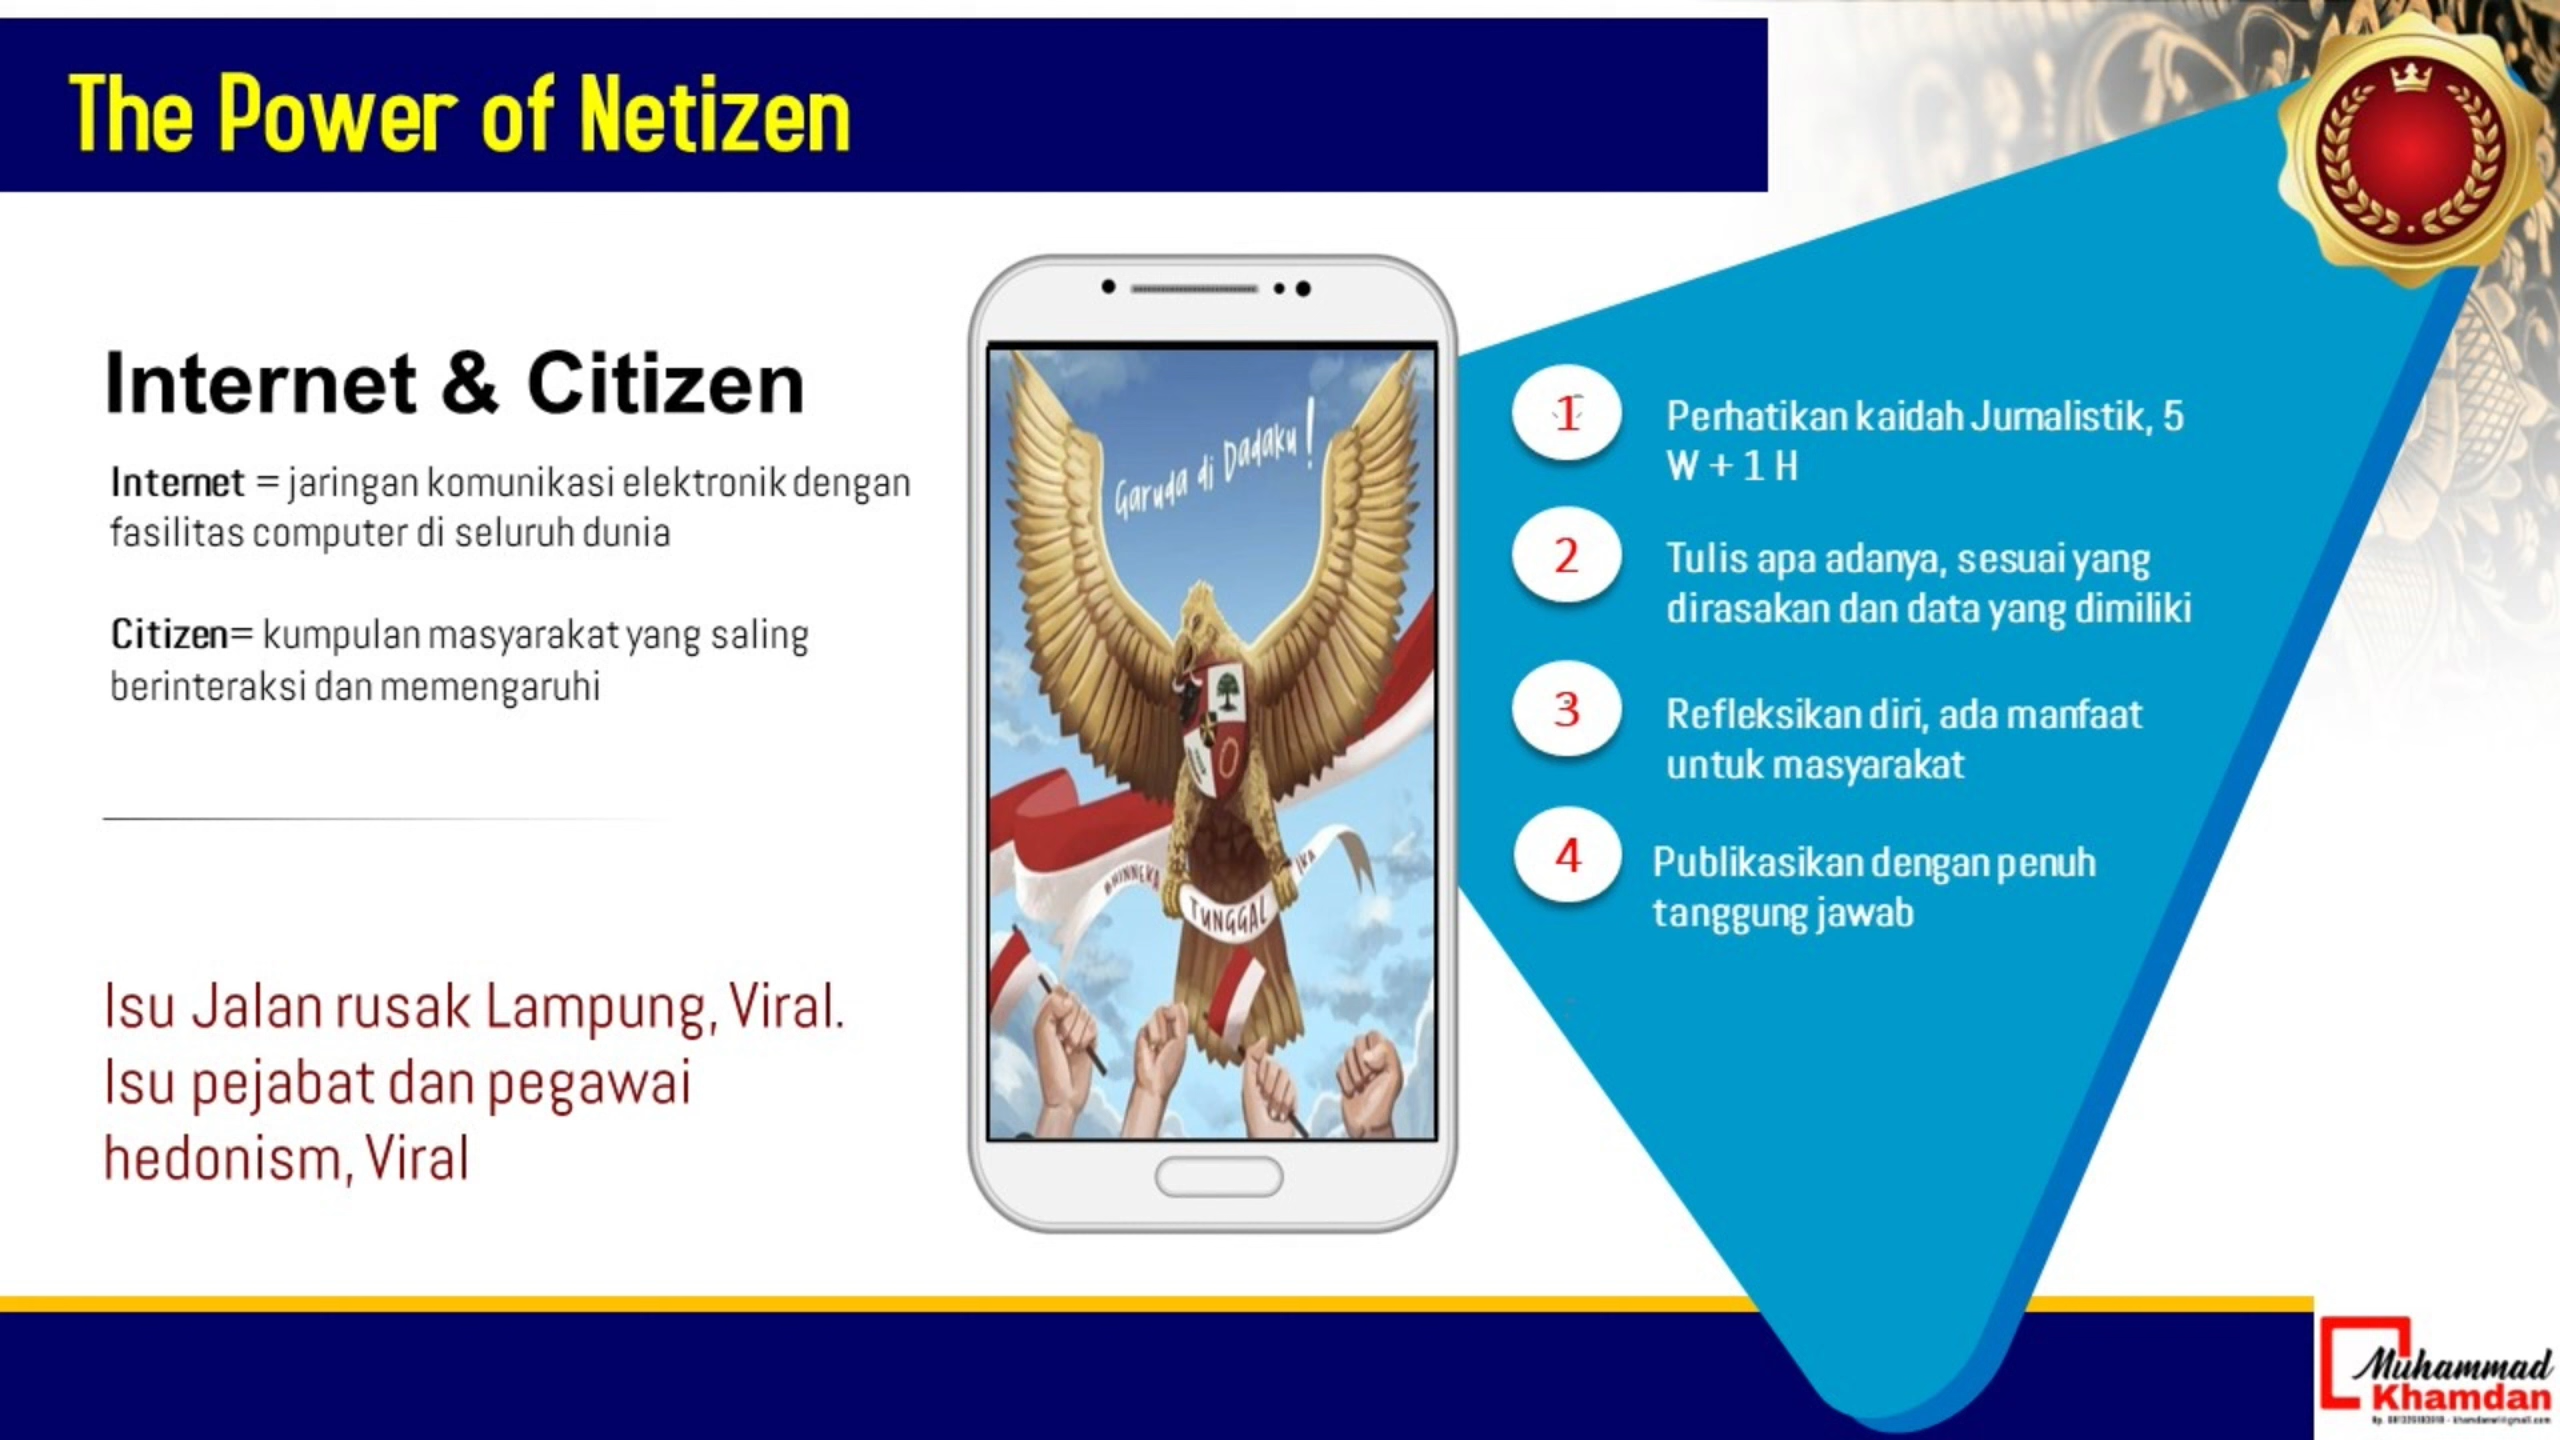 The Power of Netizen
Internet & Citizen
Internet = jaringan komunikasi elektronik dengan
fasilitas computer di seluruh dunia
Citizen= kumpulan masyarakat yang saling
berinteraksi dan memengaruhi
Isu Jalan rusak Lampung, Viral.
Isu pejabat dan pegawai
hedonism, Viral
Garuda di Dadaku !
BHINNEKA
TUNGGAL
IKA
1
Perhatikan kaidah Jurnalistik, 5
W + 1 H
2
Tulis apa adanya, sesuai yang
dirasakan dan data yang dimiliki
3
Refleksikan diri, ada manfaat
untuk masyarakat
4
Publikasikan dengan penuh
tanggung jawab
Muhammad
Khamdan